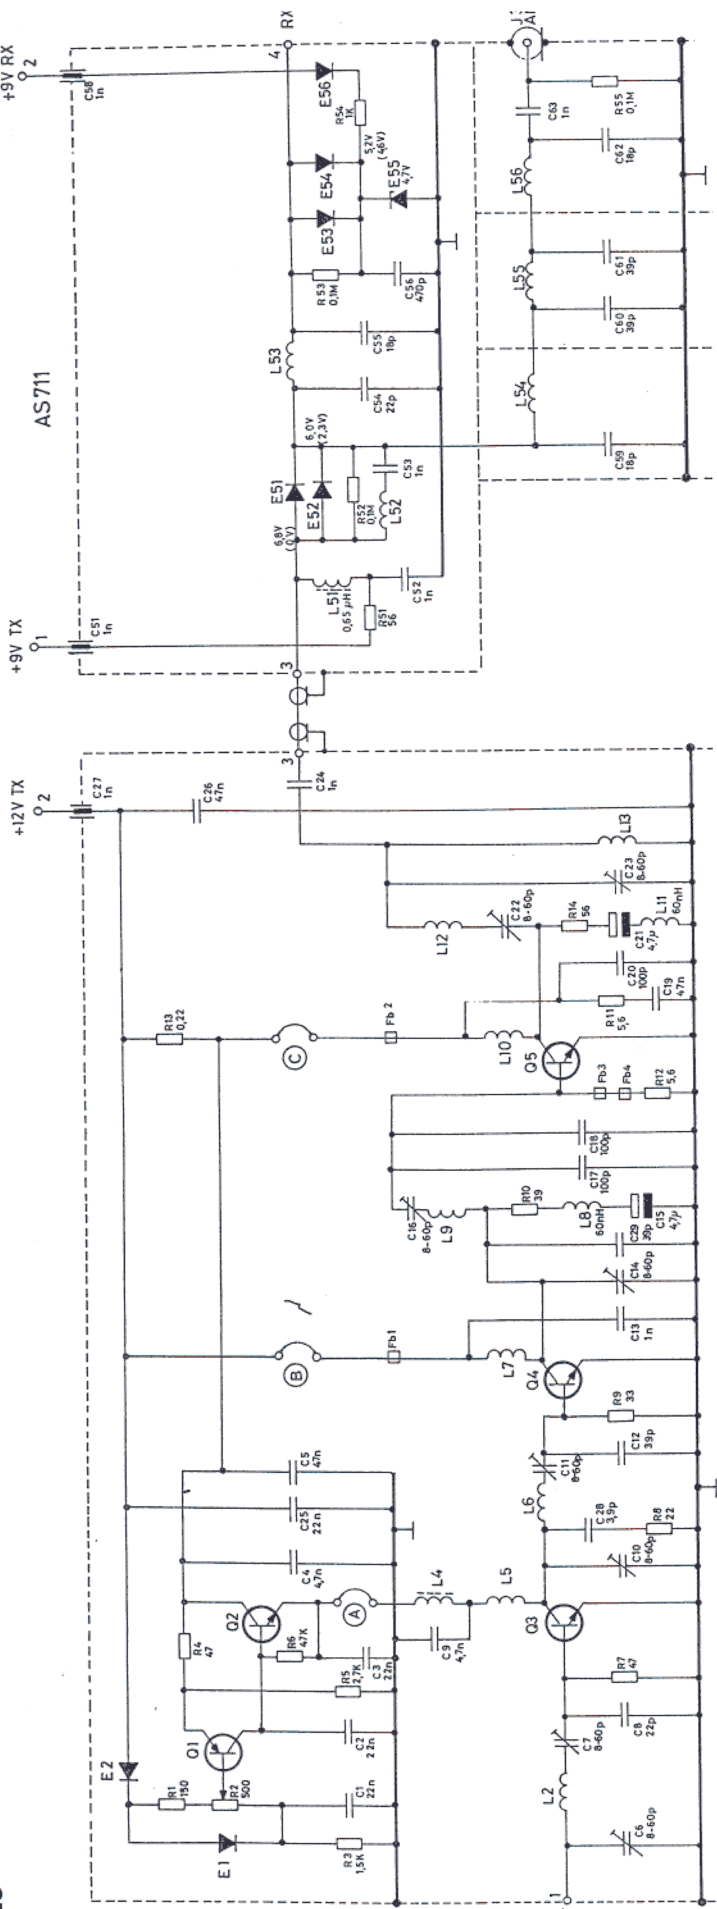 +9V RX
2
C58
1n
AS711
RX
4
E56
R54
1K
E54
5,2V
(4,6V)
E55
4,7V
E53
R53
0,1M
C56
470p
L53
C55
18p
C54
22p
6,0V
(2,3V)
E51
E52
6,8V
(0V)
R52
0,1M
C53
1n
L52
L51
0,65 µH
R51
56
C52
1n
+9V TX
1
C51
1n
3
C63
1n
R55
0,1M
C62
18p
L56
C61
39p
L55
C60
39p
L54
C59
18p
+12V TX
2
C27
1n
C26
47n
3
C24
1n
L13
C23
8-60p
L12
C22
8-60p
R14
56
C21
4,7µ
L11
60nH
C20
100p
C19
47n
R11
5,6
R13
0,22
C
Fb 2
L10
Q5
Fb3
Fb4
R12
5,6
C18
100p
C17
100p
C16
8-60p
L9
R10
39
L8
60nH
C15
4,7µ
C29
39p
C14
8-60p
C13
1n
B
Fb1
L7
Q4
R9
33
C12
39p
C11
8-60p
L6
C28
3,9p
R8
22
C10
8-60p
C5
47n
C25
22n
C4
4,7n
A
L4
L5
C9
4,7n
Q3
R7
47
C8
22p
C7
8-60p
L2
C6
8-60p
1
Q2
R4
47
R6
47K
C3
22n
R5
2,7K
C2
22n
Q1
E2
R1
150
R2
500
C1
22n
E1
R3
1,5K